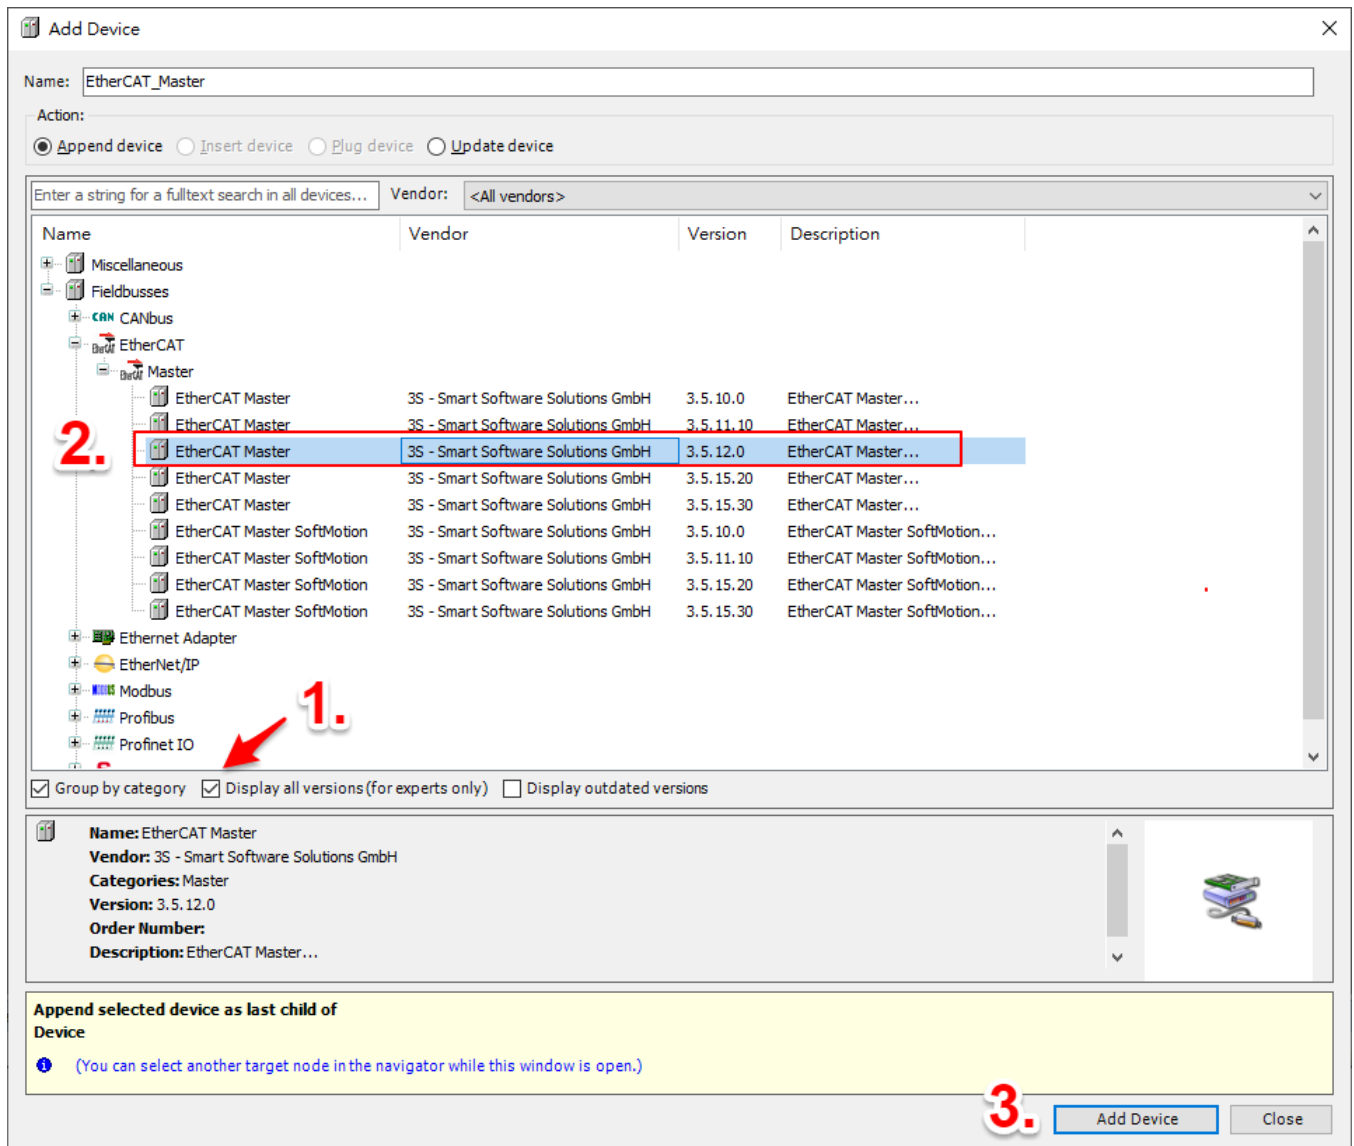 Add Device
Name: EtherCAT_Master
Action:
Append device Insert device Plug device Update device
Enter a string for a fulltext search in all devices... Vendor: <All vendors>
Name Vendor Version Description
Miscellaneous
Fieldbusses
CAN CANbus
EtherCAT EtherCAT
EtherCAT Master
EtherCAT Master 3S - Smart Software Solutions GmbH 3.5.10.0 EtherCAT Master...
EtherCAT Master 3S - Smart Software Solutions GmbH 3.5.11.10 EtherCAT Master...
2. EtherCAT Master 3S - Smart Software Solutions GmbH 3.5.12.0 EtherCAT Master...
EtherCAT Master 3S - Smart Software Solutions GmbH 3.5.15.20 EtherCAT Master...
EtherCAT Master 3S - Smart Software Solutions GmbH 3.5.15.30 EtherCAT Master...
EtherCAT Master SoftMotion 3S - Smart Software Solutions GmbH 3.5.10.0 EtherCAT Master SoftMotion...
EtherCAT Master SoftMotion 3S - Smart Software Solutions GmbH 3.5.11.10 EtherCAT Master SoftMotion...
EtherCAT Master SoftMotion 3S - Smart Software Solutions GmbH 3.5.15.20 EtherCAT Master SoftMotion...
EtherCAT Master SoftMotion 3S - Smart Software Solutions GmbH 3.5.15.30 EtherCAT Master SoftMotion...
Ethernet Adapter
EtherNet/IP
MODBUS Modbus
1.
Profibus
Profinet IO
Group by category Display all versions (for experts only) Display outdated versions
Name: EtherCAT Master
Vendor: 3S - Smart Software Solutions GmbH
Categories: Master
Version: 3.5.12.0
Order Number:
Description: EtherCAT Master...
Append selected device as last child of
Device
(You can select another target node in the navigator while this window is open.)
3. Add Device Close